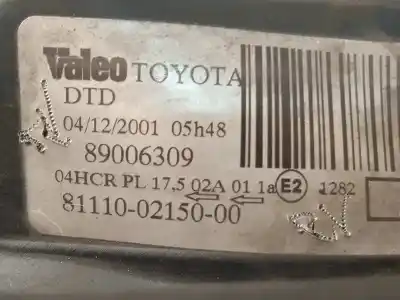 Valeo TOYOTA
DTD
04/12/2001 05h48
89006309
04HCR PL 17,5 02A 01 1a E2 1282
81110-02150-00